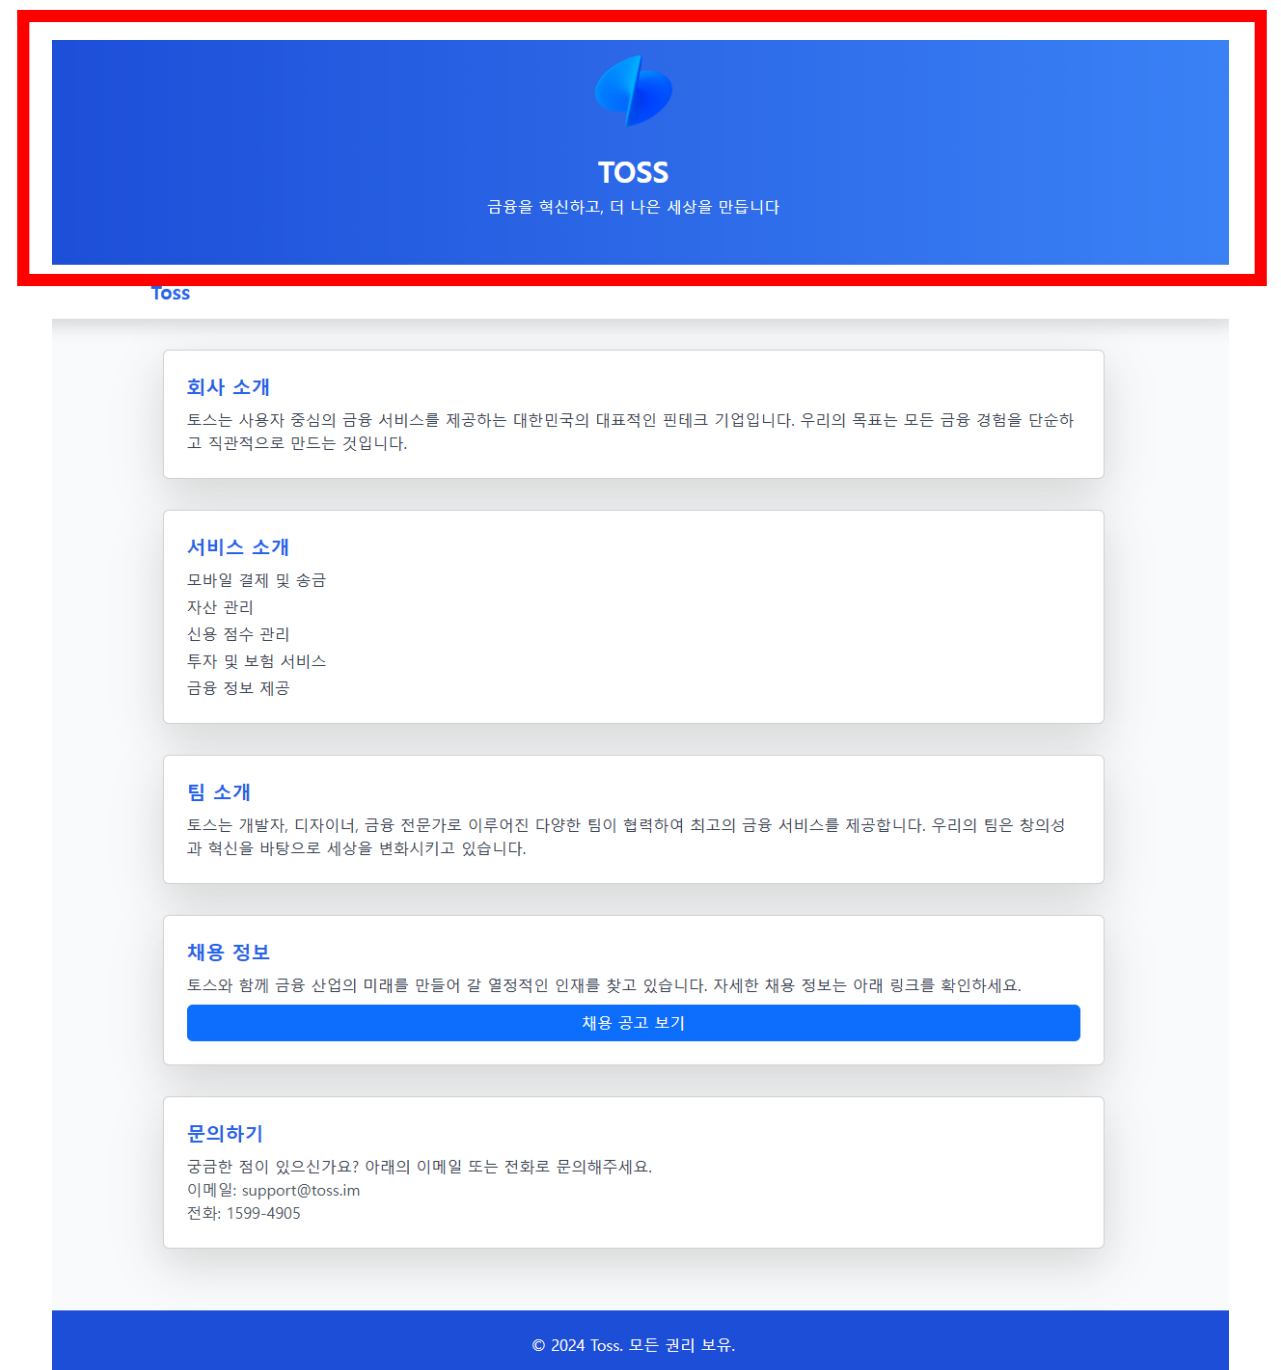 TOSS
금융을 혁신하고, 더 나은 세상을 만듭니다
Toss
회사 소개
토스는 사용자 중심의 금융 서비스를 제공하는 대한민국의 대표적인 핀테크 기업입니다. 우리의 목표는 모든 금융 경험을 단순하
고 직관적으로 만드는 것입니다.
서비스 소개
모바일 결제 및 송금
자산 관리
신용 점수 관리
투자 및 보험 서비스
금융 정보 제공
팀 소개
토스는 개발자, 디자이너, 금융 전문가로 이루어진 다양한 팀이 협력하여 최고의 금융 서비스를 제공합니다. 우리의 팀은 창의성
과 혁신을 바탕으로 세상을 변화시키고 있습니다.
채용 정보
토스와 함께 금융 산업의 미래를 만들어 갈 열정적인 인재를 찾고 있습니다. 자세한 채용 정보는 아래 링크를 확인하세요.
채용 공고 보기
문의하기
궁금한 점이 있으신가요? 아래의 이메일 또는 전화로 문의해주세요.
이메일: support@toss.im
전화: 1599-4905
© 2024 Toss. 모든 권리 보유.